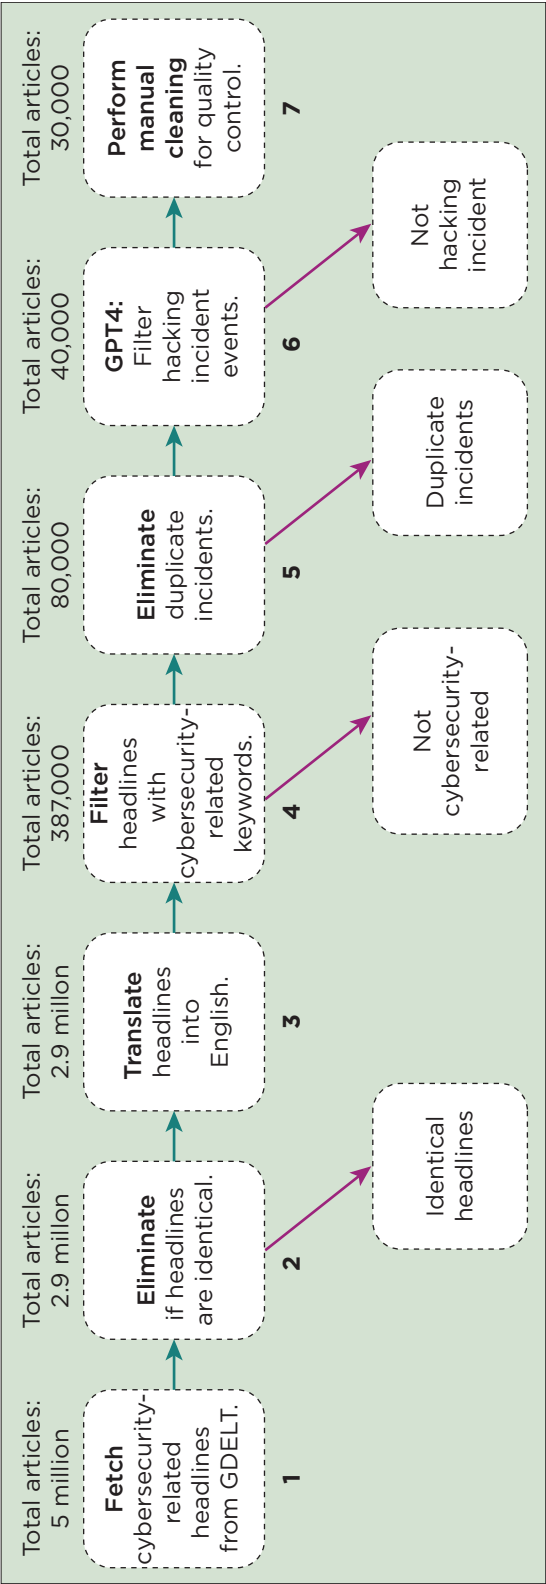 Total articles:
5 million
Fetch
cybersecurity-
related
headlines
from GDELT.
1
Total articles:
2.9 millon
Eliminate
if headlines
are identical.
2
Identical
headlines
Total articles:
2.9 millon
Translate
headlines
into
English.
3
Total articles:
387,000
Filter
headlines
with
cybersecurity-
related
keywords.
4
Not
cybersecurity-
related
Total articles:
80,000
Eliminate
duplicate
incidents.
5
Duplicate
incidents
Total articles:
40,000
GPT4:
Filter
hacking
incident
events.
6
Not
hacking
incident
Total articles:
30,000
Perform
manual
cleaning
for quality
control.
7